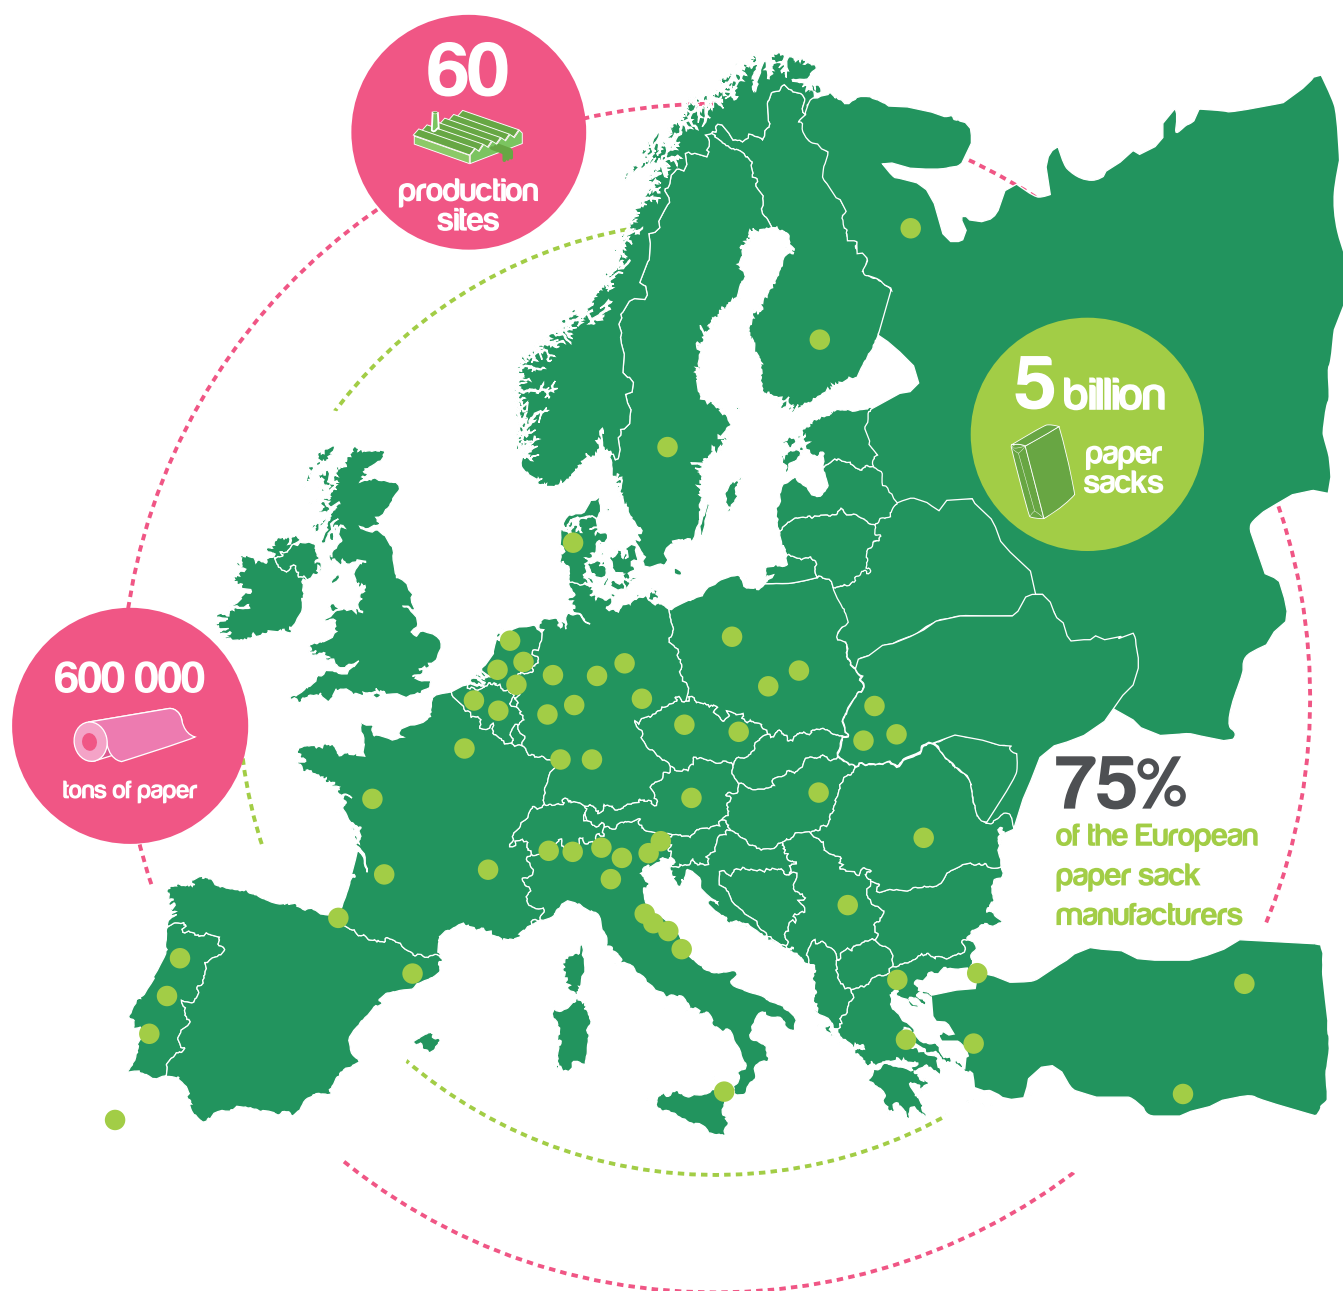 60
production
sites
5 billion
paper
sacks
600 000
tons of paper
75%
of the European
paper sack
manufacturers